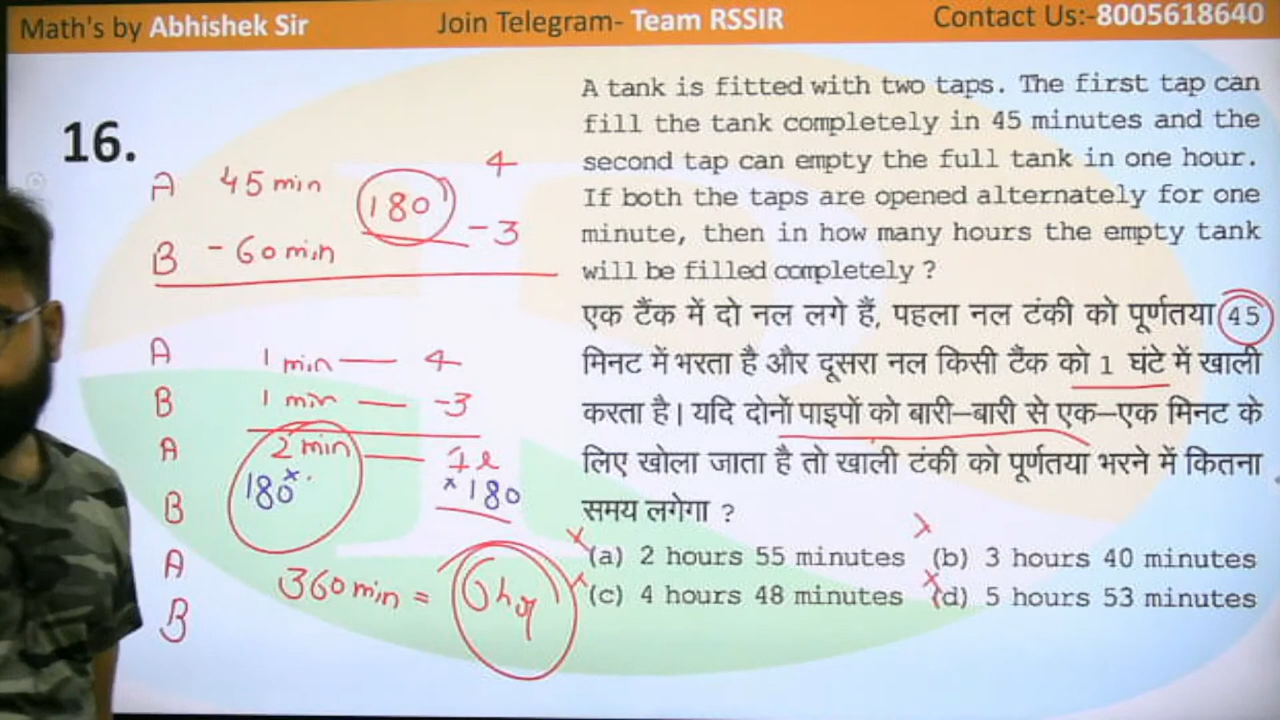 Math's by Abhishek Sir Join Telegram- Team RSSIR Contact Us:-8005618640
16.
A tank is fitted with two taps. The first tap can
fill the tank completely in 45 minutes and the
second tap can empty the full tank in one hour.
If both the taps are opened alternately for one
minute, then in how many hours the empty tank
will be filled completely ?
एक टैंक में दो नल लगे हैं, पहला नल टंकी को पूर्णतया 45
मिनट में भरता है और दूसरा नल किसी टैंक को 1 घंटे में खाली
करता है। यदि दोनों पाइपों को बारी–बारी से एक–एक मिनट के
लिए खोला जाता है तो खाली टंकी को पूर्णतया भरने में कितना
समय लगेगा ?
(a) 2 hours 55 minutes (b) 3 hours 40 minutes
(c) 4 hours 48 minutes (d) 5 hours 53 minutes
A 45 min 180 4
B - 60 min -3
A 1 min — 4
B 1 min — -3
A 2 min — 1 l
B 180 × × 180
A 360 min = 6 hr
B